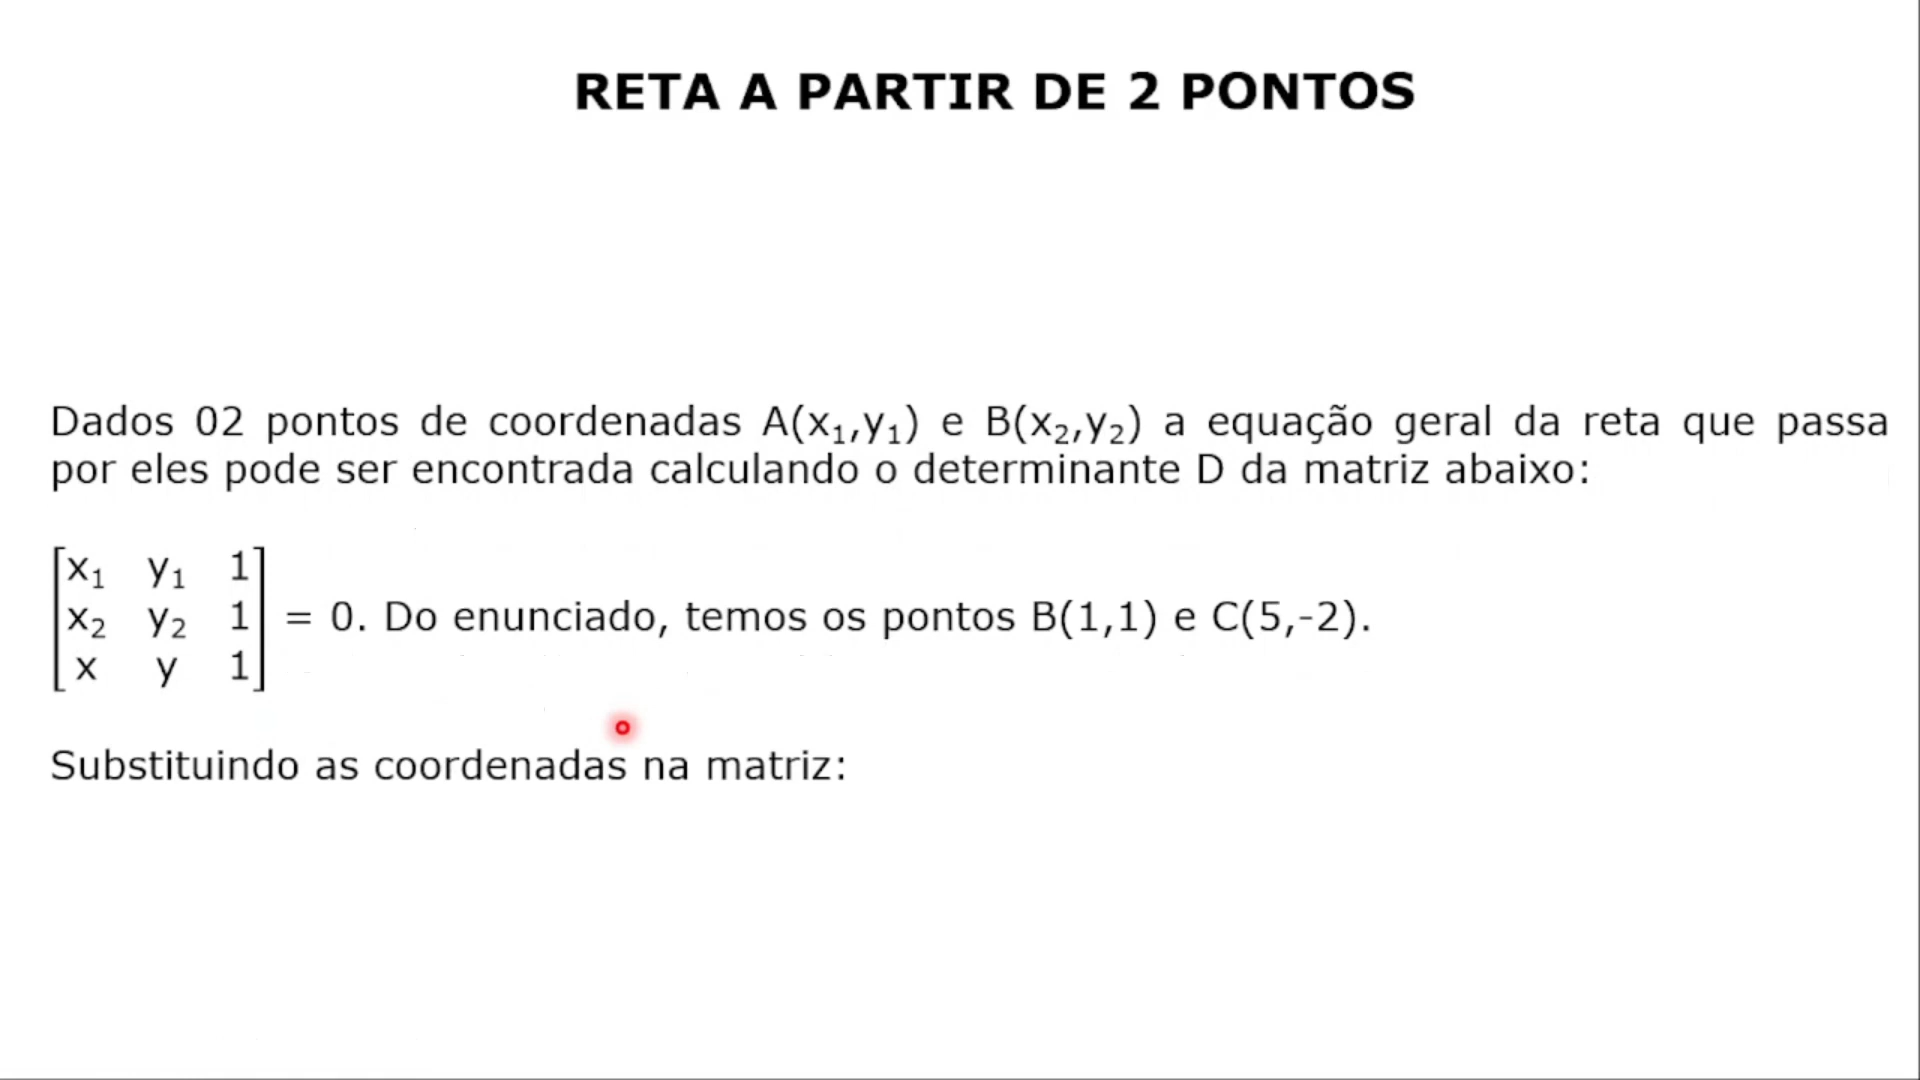 RETA A PARTIR DE 2 PONTOS
Dados 02 pontos de coordenadas A(x₁,y₁) e B(x₂,y₂) a equação geral da reta que passa
por eles pode ser encontrada calculando o determinante D da matriz abaixo:
x₁ y₁ 1
x₂ y₂ 1 = 0. Do enunciado, temos os pontos B(1,1) e C(5,-2).
x y 1
Substituindo as coordenadas na matriz: